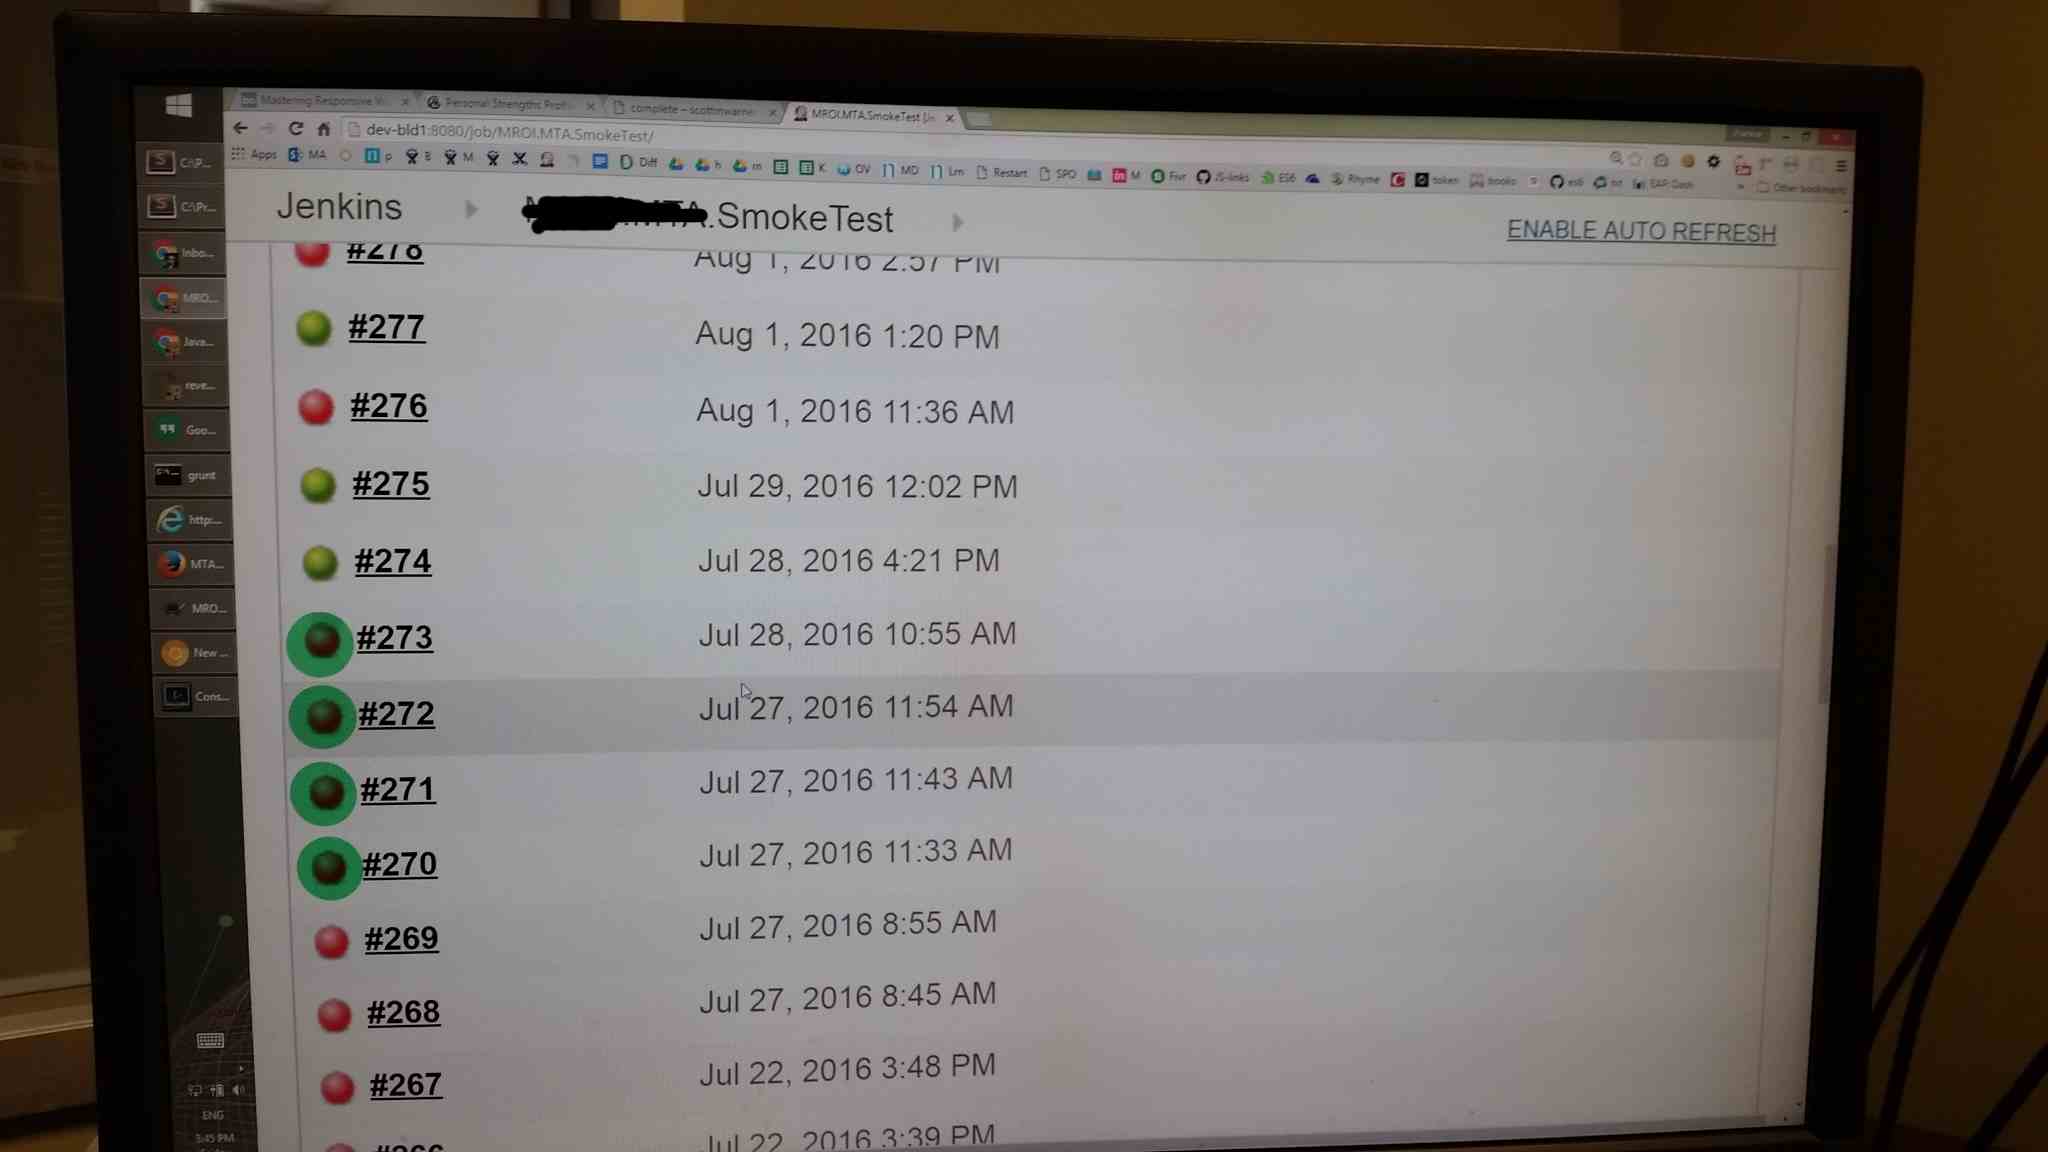 Mastering Responsive W
Personal Strengths Profi
complete – scottnwarner
MROI.MTA.SmokeTest [Je
dev-bld1:8080/job/MROI.MTA.SmokeTest/
Apps MA p B M Diff h m K OV MD Lrn Restart SPO M Fivr JS-links ES6 Rhyme token books es6 txt EAP Dash Other bookmarks
Jenkins .MTA.SmokeTest
ENABLE AUTO REFRESH
#278 Aug 1, 2016 2:57 PM
#277 Aug 1, 2016 1:20 PM
#276 Aug 1, 2016 11:36 AM
#275 Jul 29, 2016 12:02 PM
#274 Jul 28, 2016 4:21 PM
#273 Jul 28, 2016 10:55 AM
#272 Jul 27, 2016 11:54 AM
#271 Jul 27, 2016 11:43 AM
#270 Jul 27, 2016 11:33 AM
#269 Jul 27, 2016 8:55 AM
#268 Jul 27, 2016 8:45 AM
#267 Jul 22, 2016 3:48 PM
#266 Jul 22, 2016 3:39 PM
C:\P...
C:\Pr...
Inbo...
MRO...
Java...
reve...
Goo...
grunt
http:...
MTA...
MRO...
New ...
Cons...
ENG
3:45 PM